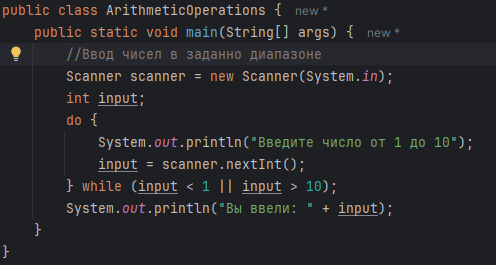 public class ArithmeticOperations { new *
public static void main(String[] args) { new *
//Ввод чисел в заданно диапазоне
Scanner scanner = new Scanner(System.in);
int input;
do {
System.out.println("Введите число от 1 до 10");
input = scanner.nextInt();
} while (input < 1 || input > 10);
System.out.println("Вы ввели: " + input);
}
}